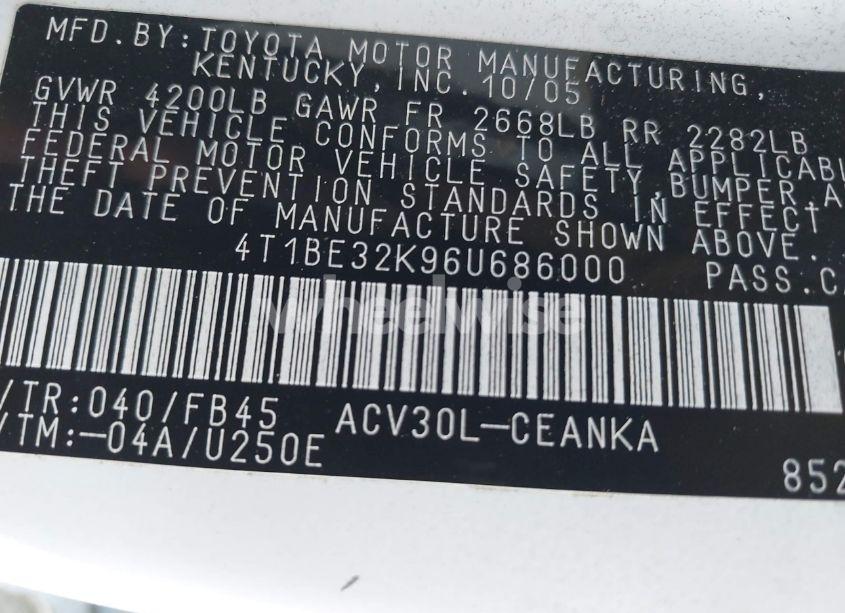 MFD.BY:TOYOTA MOTOR MANUFACTURING,
KENTUCKY,INC. 10/05
GVWR 4200LB GAWR FR 2668LB RR 2282LB
THIS VEHICLE CONFORMS TO ALL APPLICABL
FEDERAL MOTOR VEHICLE SAFETY,BUMPER,A
THEFT PREVENTION STANDARDS IN EFFECT
THE DATE OF MANUFACTURE SHOWN ABOVE.
4T1BE32K96U686000 PASS.C
wheelwise
/TR:040/FB45 ACV30L-CEANKA
/TM:-04A/U250E
852